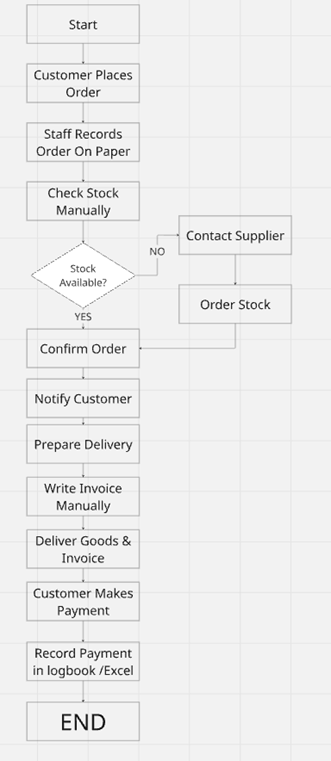 Start
Customer Places
Order
Staff Records
Order On Paper
Check Stock
Manually
Stock
Available?
NO
Contact Supplier
Order Stock
YES
Confirm Order
Notify Customer
Prepare Delivery
Write Invoice
Manually
Deliver Goods &
Invoice
Customer Makes
Payment
Record Payment
in logbook /Excel
END